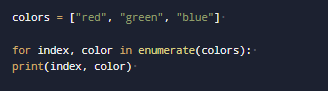 colors = ["red", "green", "blue"]
for index, color in enumerate(colors):
print(index, color)